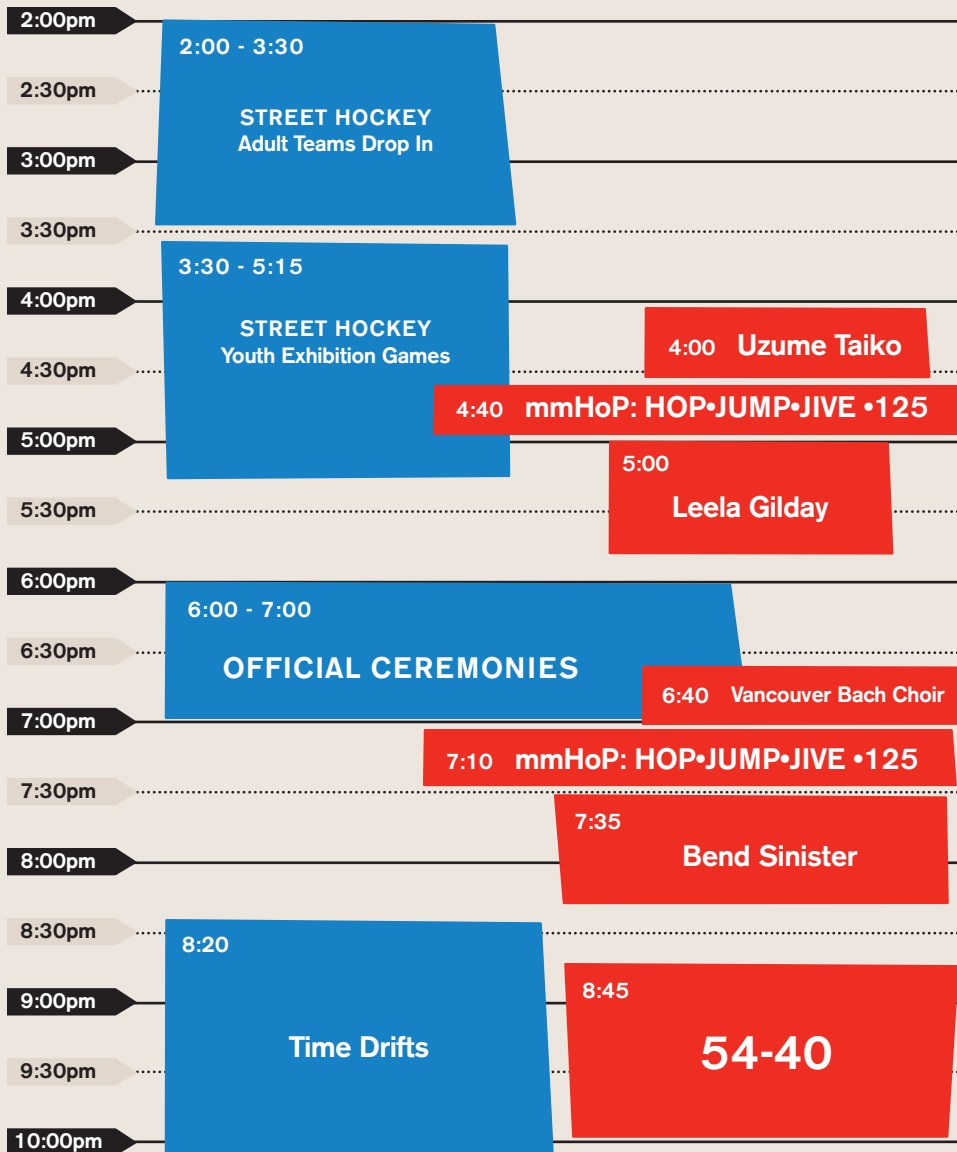 2:00pm
2:00 - 3:30
2:30pm
STREET HOCKEY
Adult Teams Drop In
3:00pm
3:30pm
3:30 - 5:15
4:00pm
STREET HOCKEY
Youth Exhibition Games
4:00 Uzume Taiko
4:30pm
4:40 mmHoP: HOP•JUMP•JIVE •125
5:00pm
5:00
Leela Gilday
5:30pm
6:00pm
6:00 - 7:00
6:30pm
OFFICIAL CEREMONIES
6:40 Vancouver Bach Choir
7:00pm
7:10 mmHoP: HOP•JUMP•JIVE •125
7:30pm
7:35
Bend Sinister
8:00pm
8:30pm
8:20
8:45
9:00pm
Time Drifts
54-40
9:30pm
10:00pm